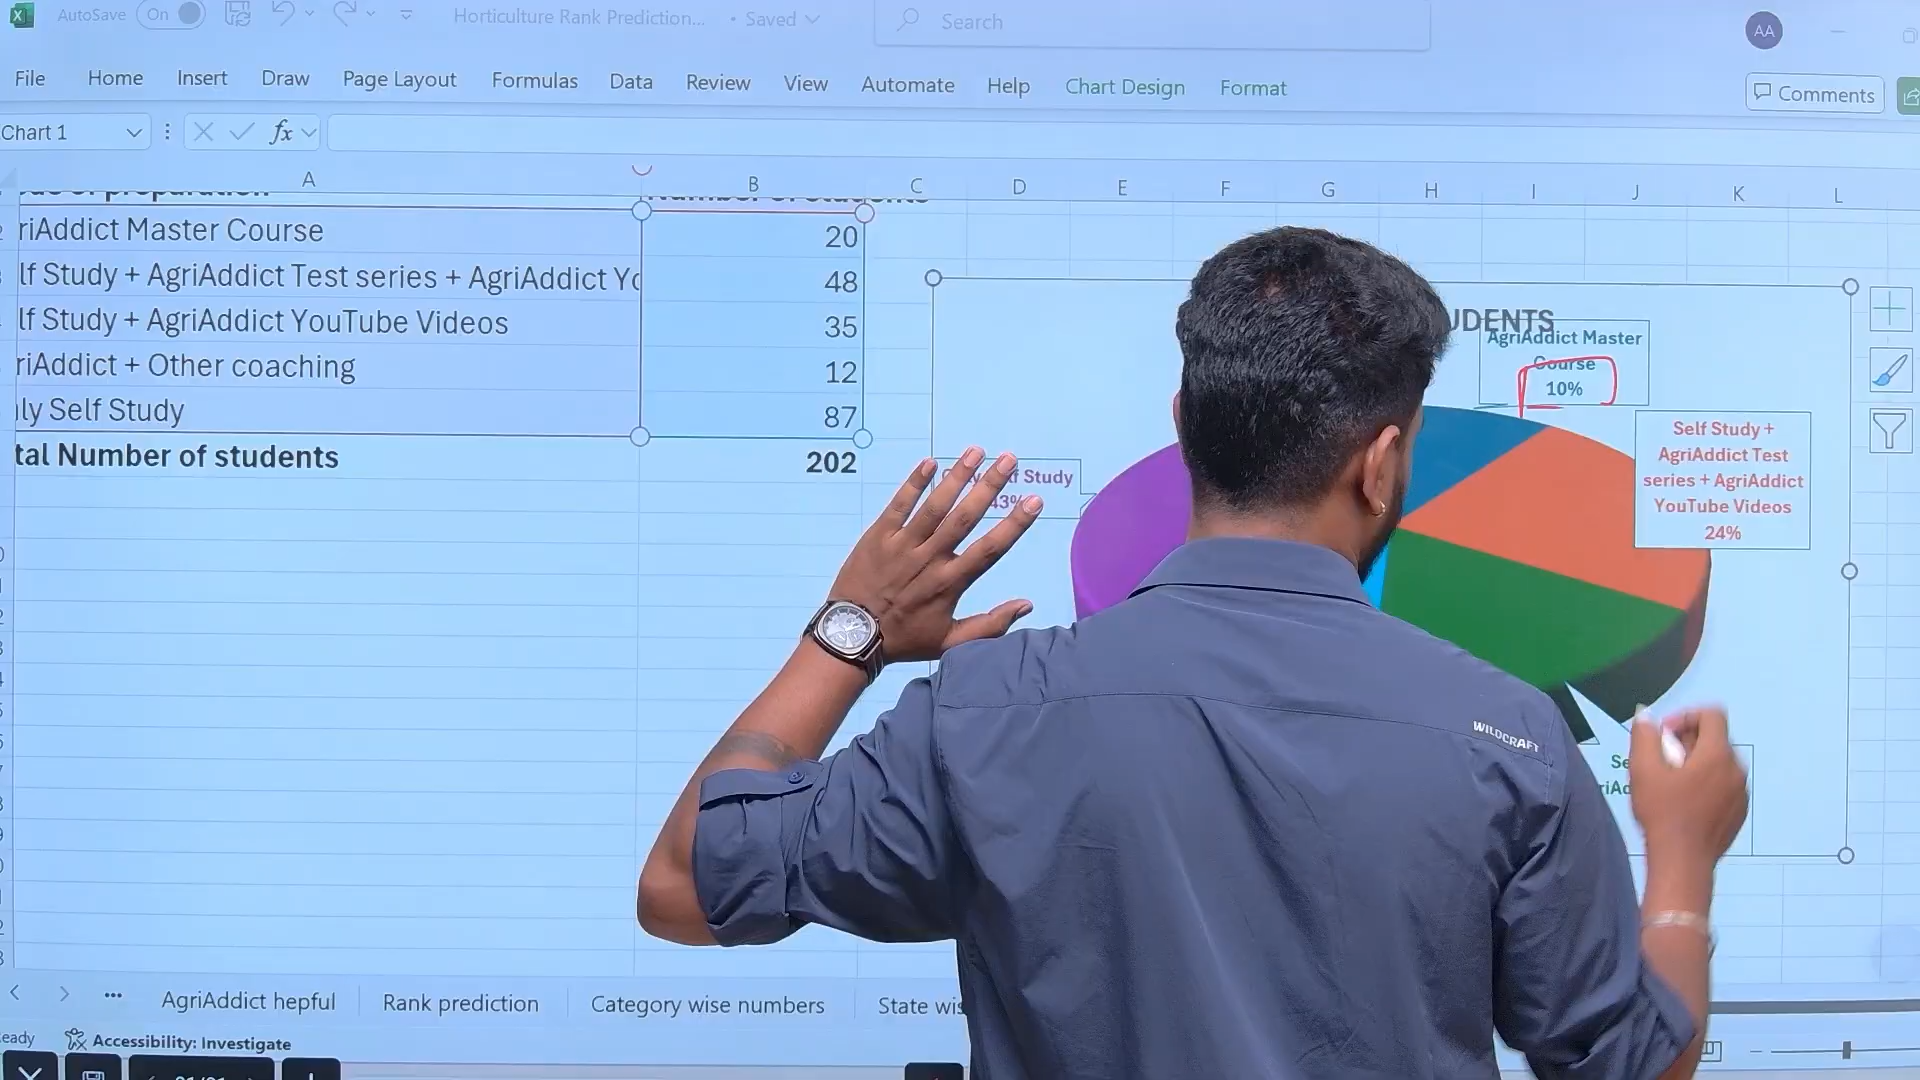 AutoSave On Horticulture Rank Prediction... • Saved Search AA
File Home Insert Draw Page Layout Formulas Data Review View Automate Help Chart Design Format Comments
Chart 1 fx
A B C D E F G H I J K L
riAddict Master Course 20
lf Study + AgriAddict Test series + AgriAddict Yo 48
lf Study + AgriAddict YouTube Videos 35
riAddict + Other coaching 12
ly Self Study 87
tal Number of students 202
UDENTS
AgriAddict Master
Course
10%
Self Study +
AgriAddict Test
series + AgriAddict
YouTube Videos
24%
Study
43%
Se
riAd
WILDCRAFT
AgriAddict hepful Rank prediction Category wise numbers State wis
eady Accessibility: Investigate